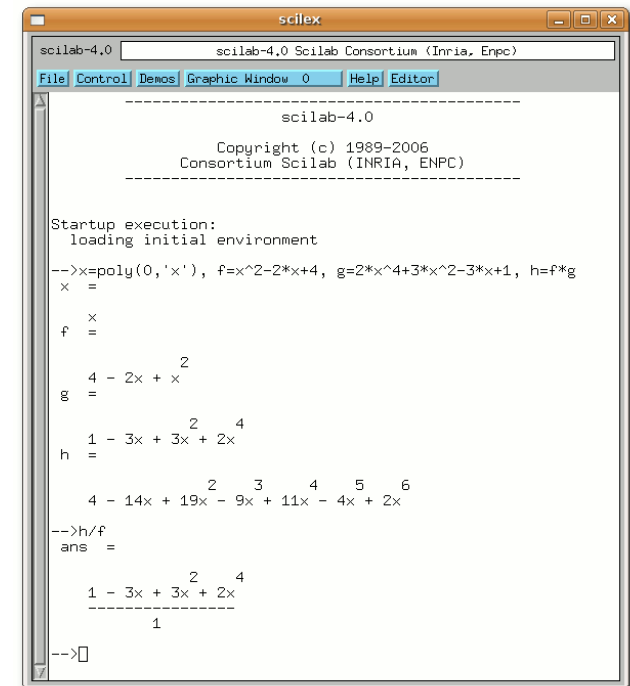 scilex
scilab-4.0 scilab-4.0 Scilab Consortium (Inria, Enpc)
File Control Demos Graphic Window 0 Help Editor
--------------------------------------------
scilab-4.0
Copyright (c) 1989-2006
Consortium Scilab (INRIA, ENPC)
--------------------------------------------
Startup execution:
loading initial environment
-->x=poly(0,'x'), f=x^2-2*x+4, g=2*x^4+3*x^2-3*x+1, h=f*g
x =
x
f =
2
4 - 2x + x
g =
2 4
1 - 3x + 3x + 2x
h =
2 3 4 5 6
4 - 14x + 19x - 9x + 11x - 4x + 2x
-->h/f
ans =
2 4
1 - 3x + 3x + 2x
----------------
1
-->